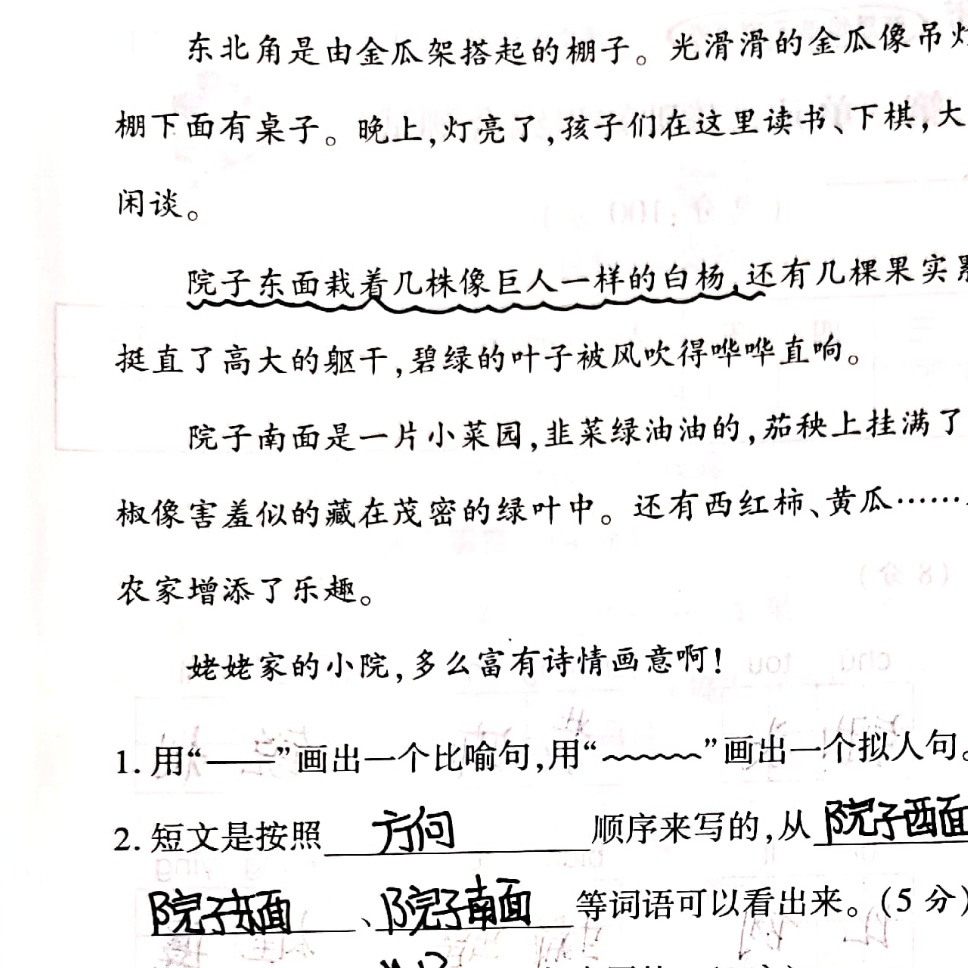 东北角是由金瓜架搭起的棚子。光滑滑的金瓜像吊灯
棚下面有桌子。晚上,灯亮了,孩子们在这里读书、下棋,大
闲谈。
院子东面栽着几株像巨人一样的白杨,还有几棵果实累
挺直了高大的躯干,碧绿的叶子被风吹得哗哗直响。
院子南面是一片小菜园,韭菜绿油油的,茄秧上挂满了
椒像害羞似的藏在茂密的绿叶中。还有西红柿、黄瓜……
农家增添了乐趣。
姥姥家的小院,多么富有诗情画意啊!
1. 用“——”画出一个比喻句,用“﹏﹏”画出一个拟人句。
2. 短文是按照 方向 顺序来写的,从 院子西面
院子东面 、院子南面 等词语可以看出来。(5 分)